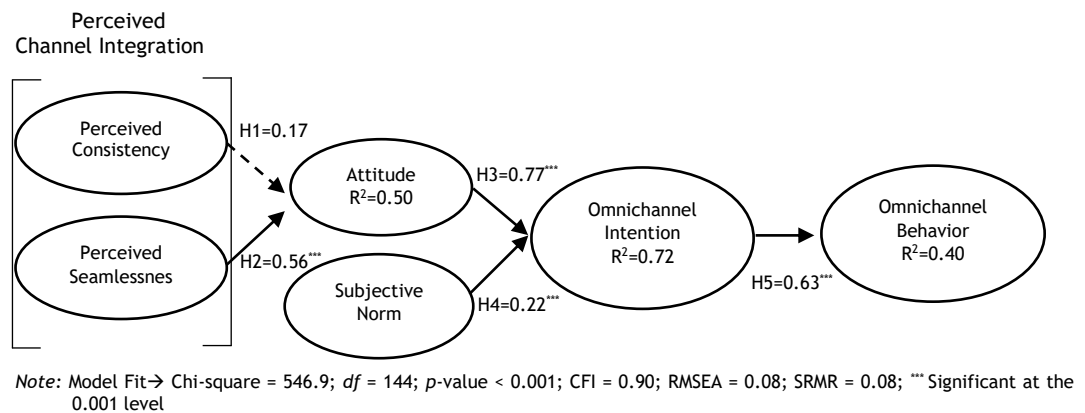 Perceived
Channel Integration
Perceived
Consistency
H1=0.17
Attitude
R²=0.50
H3=0.77***
Perceived
Seamlessnes
H2=0.56***
Subjective
Norm
H4=0.22***
Omnichannel
Intention
R²=0.72
H5=0.63***
Omnichannel
Behavior
R²=0.40
Note: Model Fit→ Chi-square = 546.9; df = 144; p-value < 0.001; CFI = 0.90; RMSEA = 0.08; SRMR = 0.08; *** Significant at the
0.001 level